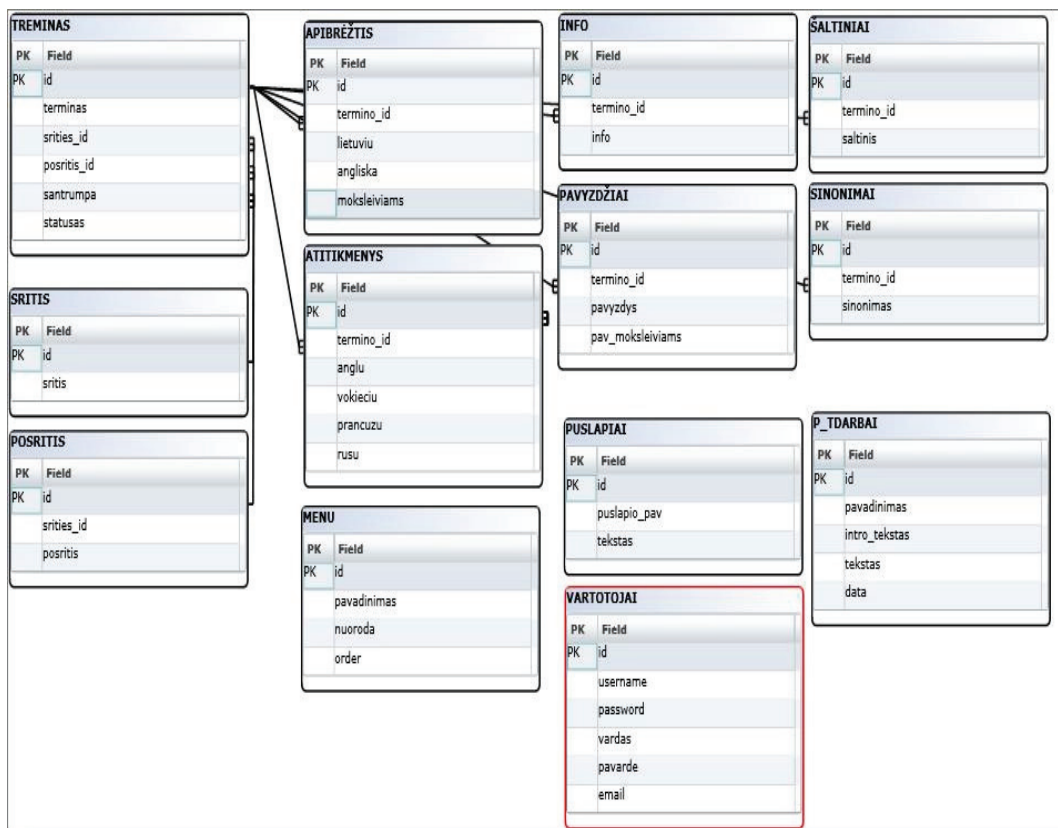 TREMINAS
PK Field
PK id
terminas
srities_id
posritis_id
santrumpa
statusas
SRITIS
PK Field
PK id
sritis
POSRITIS
PK Field
PK id
srities_id
posritis
APIBRĖŽTIS
PK Field
PK id
termino_id
lietuviu
angliska
moksleiviams
ATITIKMENYS
PK Field
PK id
termino_id
anglu
vokieciu
prancuzu
rusu
MENU
PK Field
PK id
pavadinimas
nuoroda
order
INFO
PK Field
PK id
termino_id
info
PAVYZDŽIAI
PK Field
PK id
termino_id
pavyzdys
pav_moksleiviams
PUSLAPIAI
PK Field
PK id
puslapio_pav
tekstas
VARTOTOJAI
PK Field
PK id
username
password
vardas
pavarde
email
ŠALTINIAI
PK Field
PK id
termino_id
saltinis
SINONIMAI
PK Field
PK id
termino_id
sinonimas
P_TDARBAI
PK Field
PK id
pavadinimas
intro_tekstas
tekstas
data